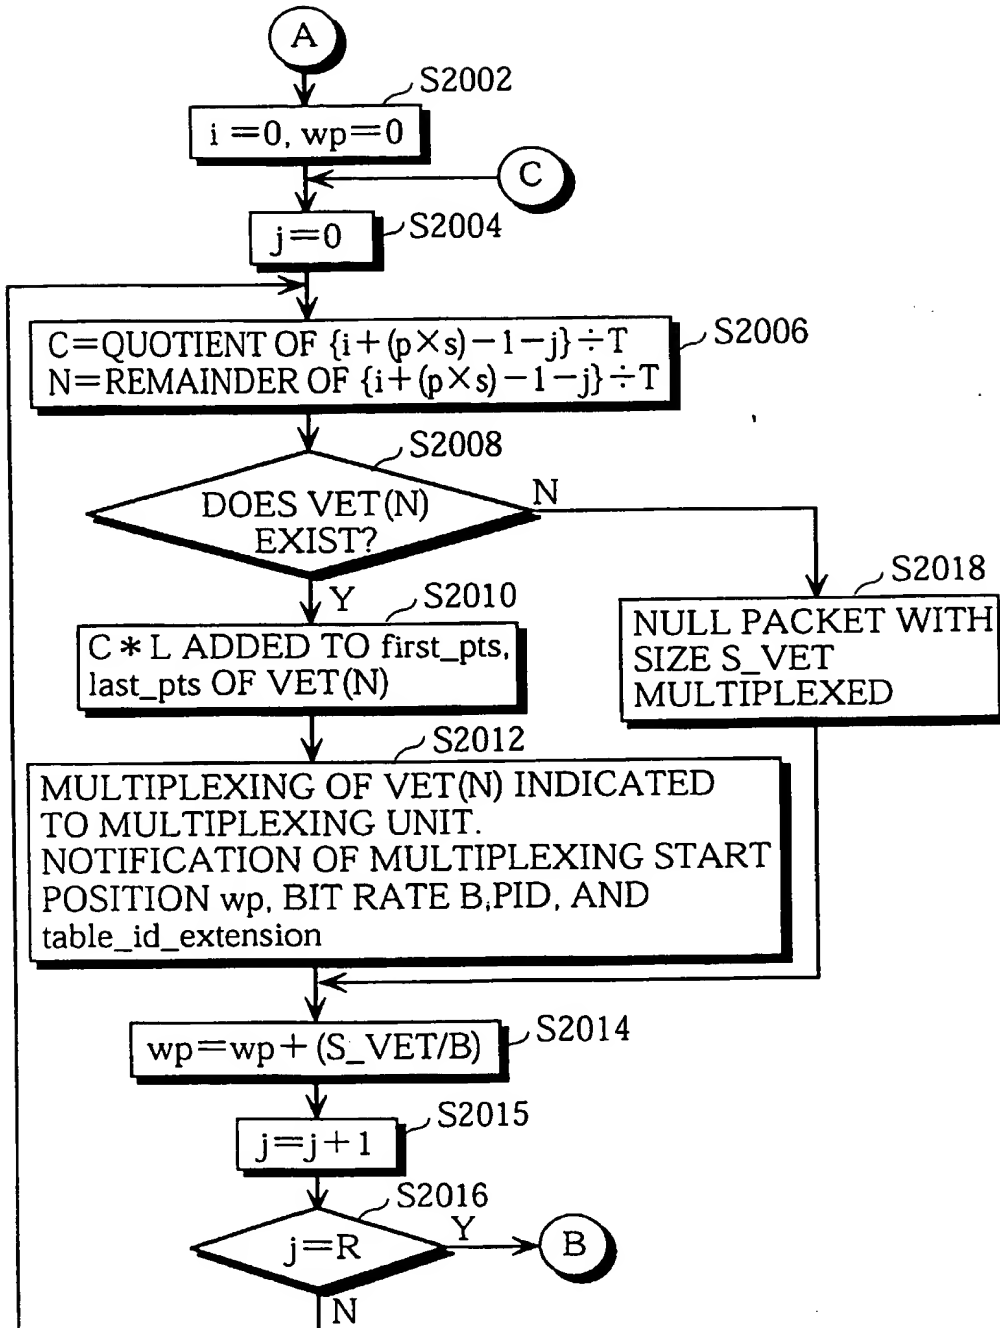 A
S2002
i=0, wp=0
C
j=0
S2004
C=QUOTIENT OF {i+(p×s)-1-j}÷T
N=REMAINDER OF {i+(p×s)-1-j}÷T
S2006
S2008
DOES VET(N)
EXIST?
N
Y
S2010
C*L ADDED TO first_pts,
last_pts OF VET(N)
S2018
NULL PACKET WITH
SIZE S_VET
MULTIPLEXED
S2012
MULTIPLEXING OF VET(N) INDICATED
TO MULTIPLEXING UNIT.
NOTIFICATION OF MULTIPLEXING START
POSITION wp, BIT RATE B,PID, AND
table_id_extension
wp=wp+(S_VET/B)
S2014
S2015
j=j+1
S2016
j=R
Y
B
N